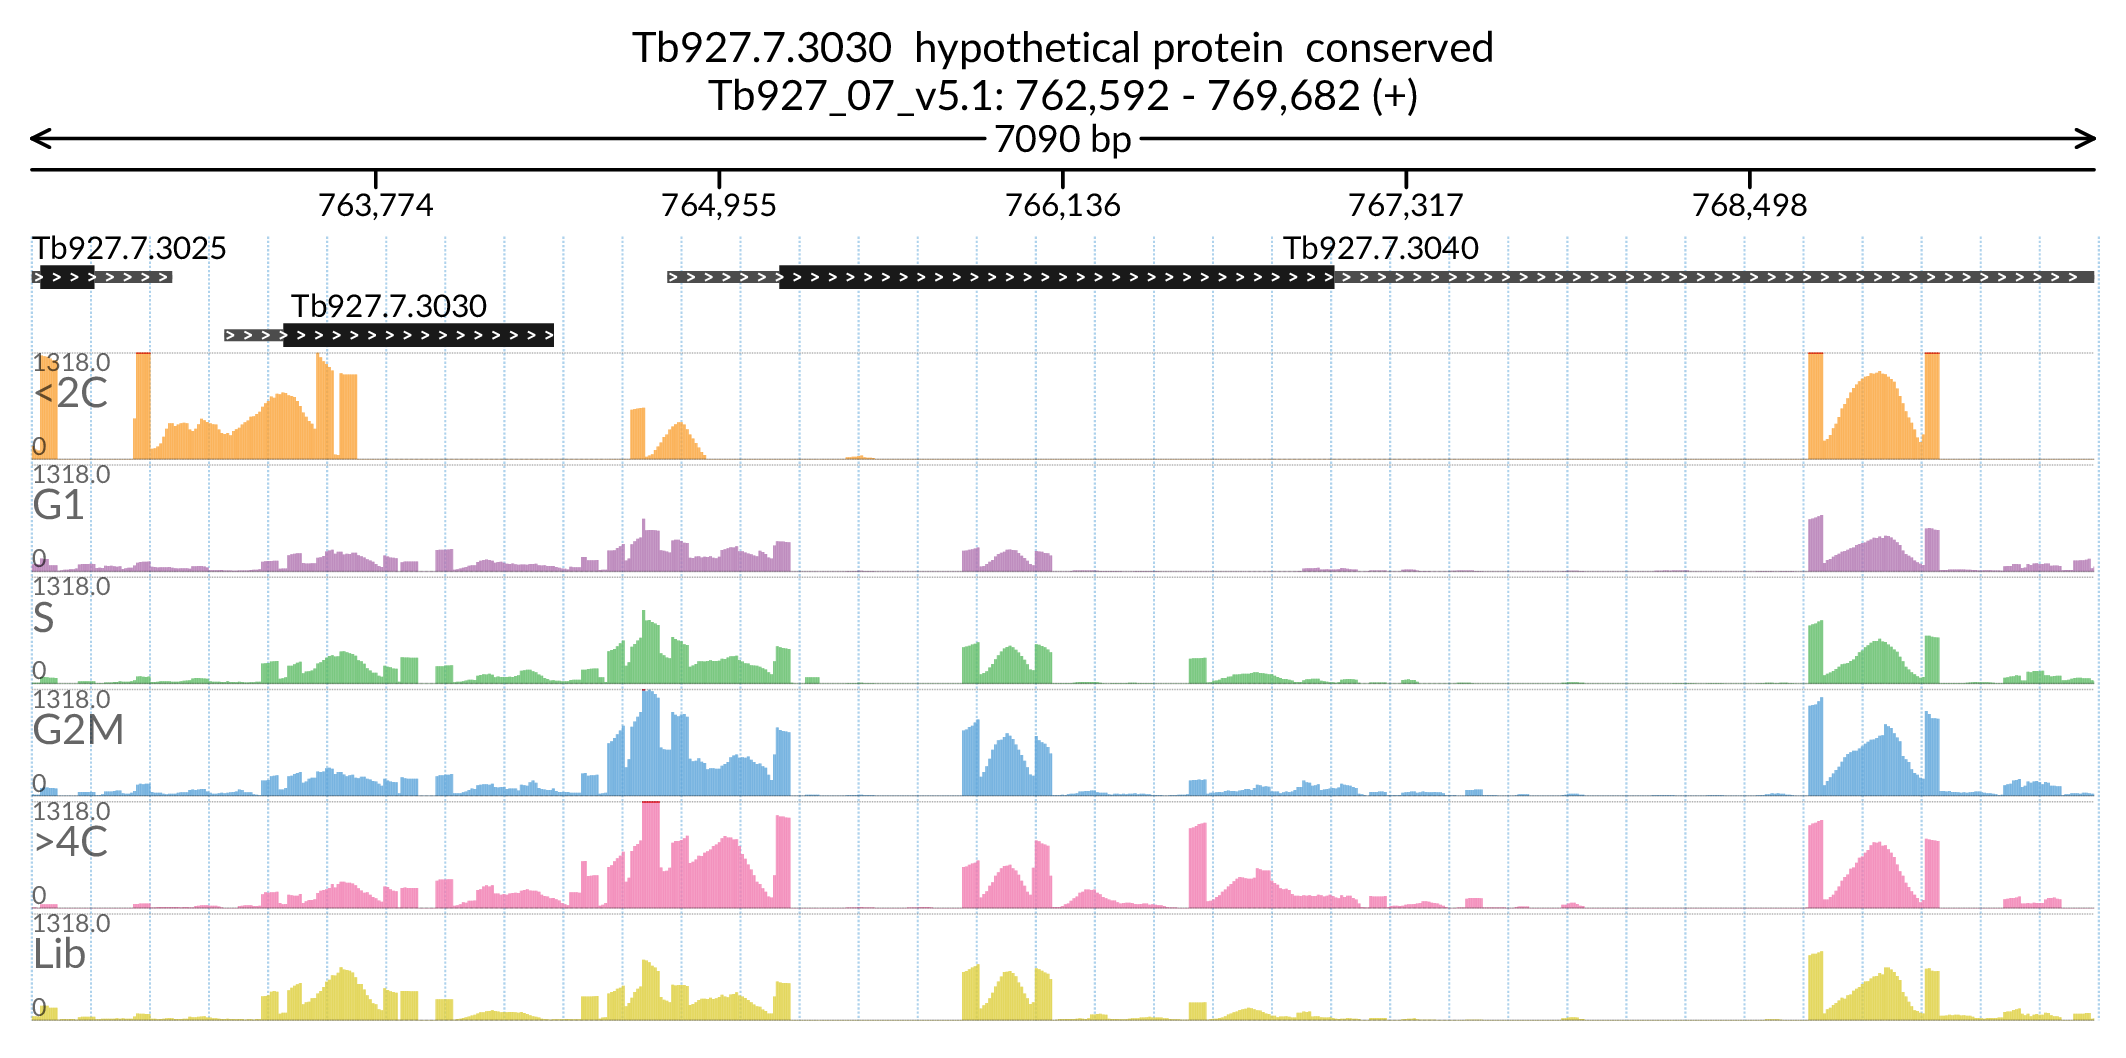 Tb927.7.3030 hypothetical protein conserved
Tb927_07_v5.1: 762,592 - 769,682 (+)
7090 bp
763,774 764,955 766,136 767,317 768,498
Tb927.7.3025 Tb927.7.3040
Tb927.7.3030
1318.0
<2C
0
1318.0
G1
0
1318.0
S
0
1318.0
G2M
0
1318.0
>4C
0
1318.0
Lib
0